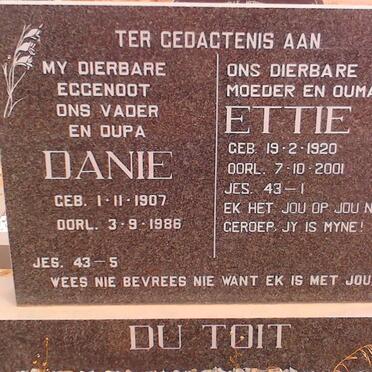 TER GEDAGTENIS AAN
MY DIERBARE
EGGENOOT
ONS VADER
EN OUPA
DANIE
GEB. 1·11·1907
OORL. 3·9·1986
ONS DIERBARE
MOEDER EN OUMA
ETTIE
GEB. 19·2·1920
OORL. 7·10·2001
JES. 43–1
EK HET JOU OP JOU N
GEROEP, JY IS MYNE!
JES. 43–5
VEES NIE BEVREES NIE WANT EK IS MET JOU
DU TOIT